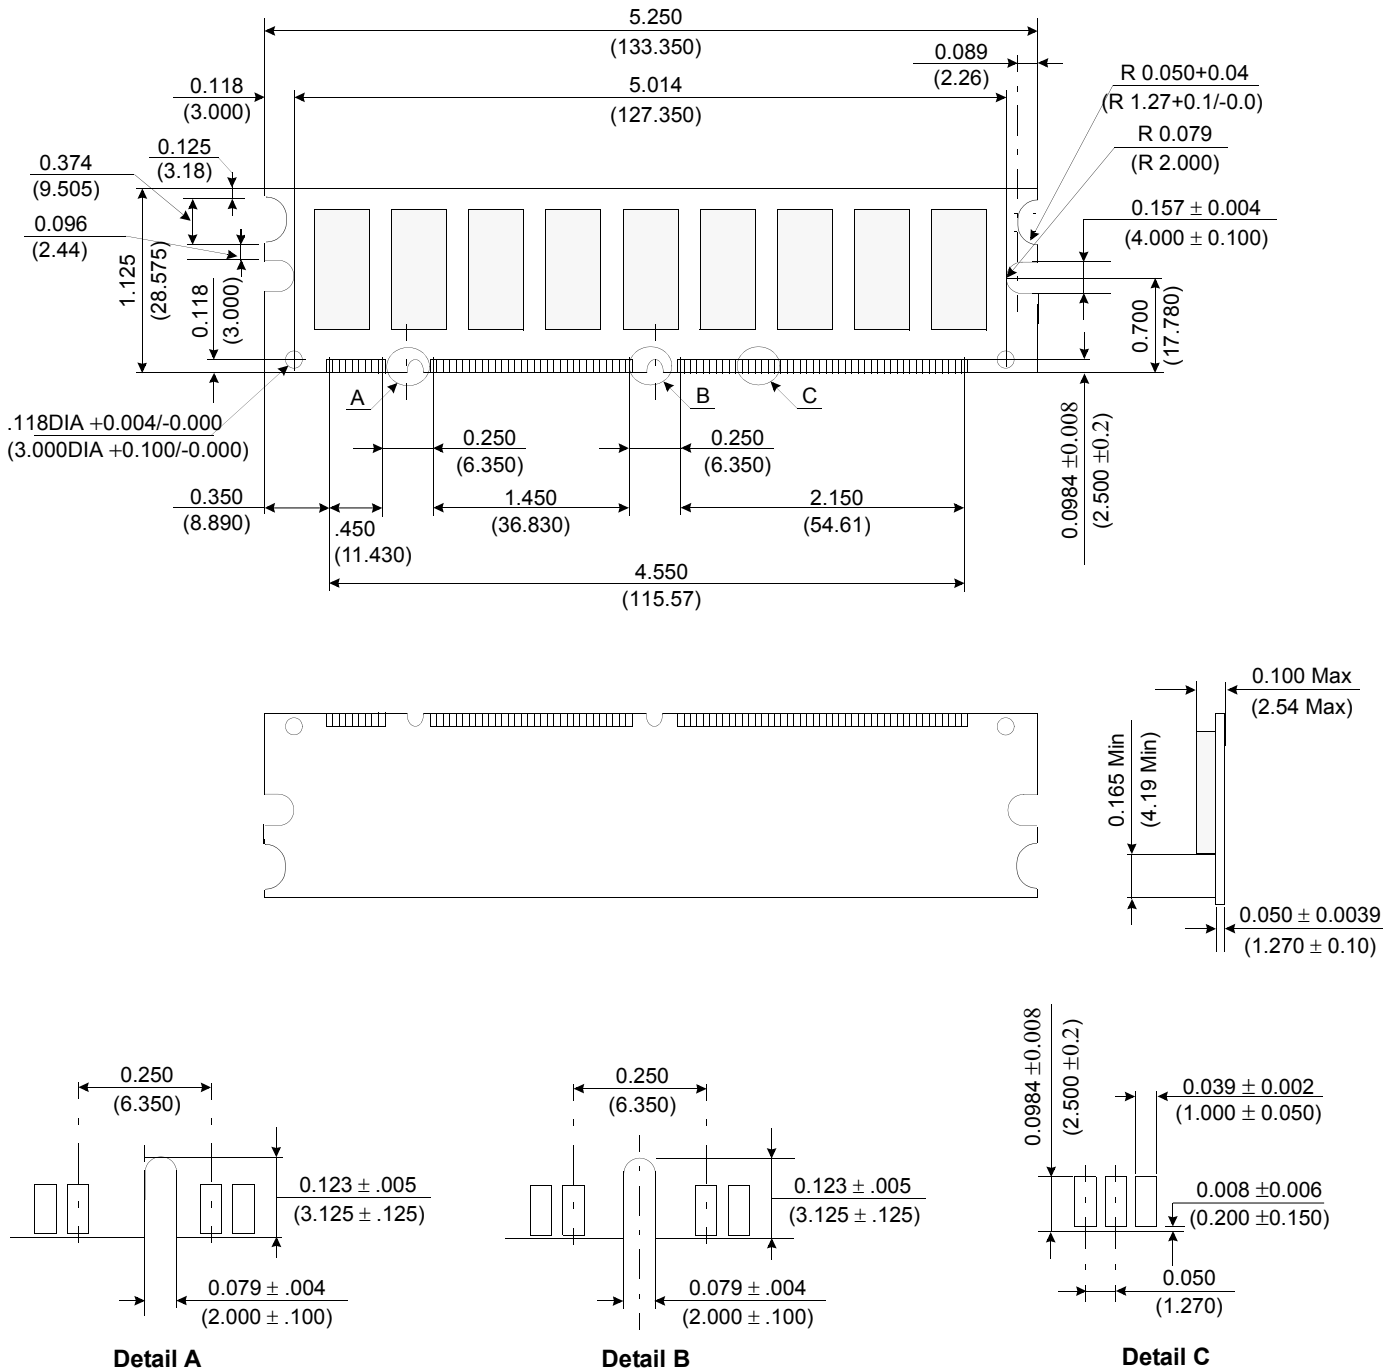 5.250
(133.350)
0.089
(2.26)
R 0.050+0.04
(R 1.27+0.1/-0.0)
0.118
(3.000)
5.014
(127.350)
R 0.079
(R 2.000)
0.125
(3.18)
0.374
(9.505)
0.096
(2.44)
0.157 ± 0.004
(4.000 ± 0.100)
1.125
(28.575)
0.118
(3.000)
0.700
(17.780)
A
B
C
.118DIA +0.004/-0.000
(3.000DIA +0.100/-0.000)
0.250
(6.350)
0.250
(6.350)
0.0984 ±0.008
(2.500 ±0.2)
0.350
(8.890)
.450
(11.430)
1.450
(36.830)
2.150
(54.61)
4.550
(115.57)
0.100 Max
(2.54 Max)
0.165 Min
(4.19 Min)
0.050 ± 0.0039
(1.270 ± 0.10)
0.250
(6.350)
0.123 ± .005
(3.125 ± .125)
0.079 ± .004
(2.000 ± .100)
Detail A
0.250
(6.350)
0.123 ± .005
(3.125 ± .125)
0.079 ± .004
(2.000 ± .100)
Detail B
0.0984 ±0.008
(2.500 ±0.2)
0.039 ± 0.002
(1.000 ± 0.050)
0.008 ±0.006
(0.200 ±0.150)
0.050
(1.270)
Detail C